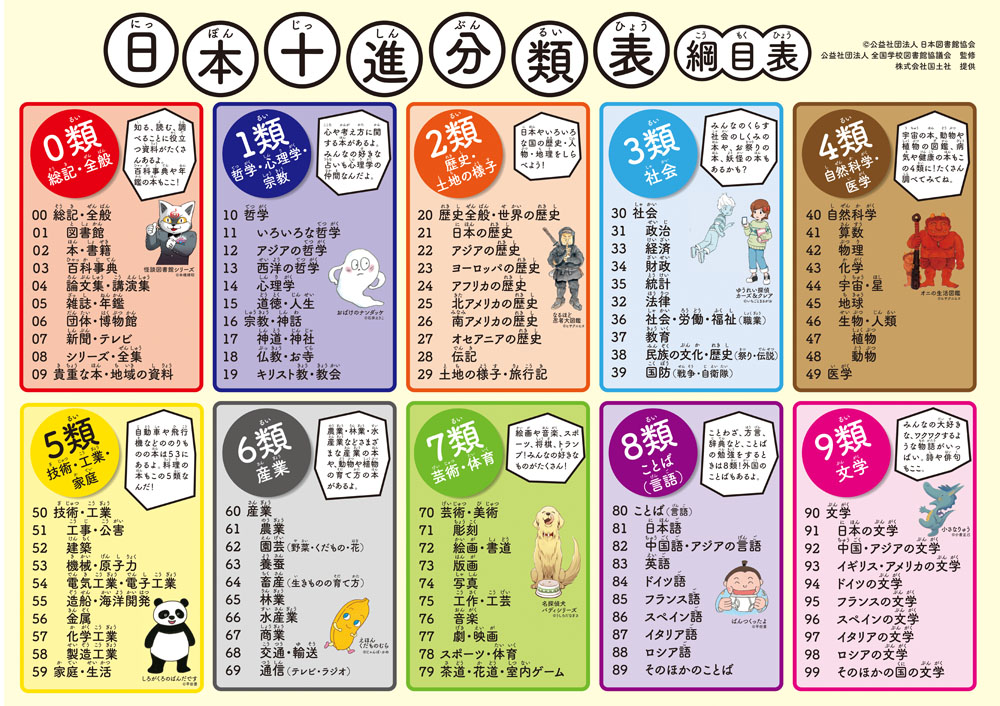 日本十進分類表 綱目表
©公益社団法人 日本図書館協会
公益社団法人 全国学校図書館協議会 監修
株式会社国土社 提供
0類
総記・全般
知る、読む、調
べることに役立
つ資料がたくさ
んあるよ。
百科事典や年
鑑の本もここ!
00 総記・全般
01 図書館
02 本・書籍
03 百科事典
04 論文集・講演集
05 雑誌・年鑑
06 団体・博物館
07 新聞・テレビ
08 シリーズ・全集
09 貴重な本・地域の資料
怪談図書館シリーズ
1類
哲学・心理学・
宗教
心や考え方に関
する本があるよ。
みんなの好きな
占いも心理学の
仲間なんだよ。
10 哲学
11 いろいろな哲学
12 アジアの哲学
13 西洋の哲学
14 心理学
15 道徳・人生
16 宗教・神話
17 神道・神社
18 仏教・お寺
19 キリスト教・教会
おばけのナンダッケ
2類
歴史・
土地の様子
日本やいろいろ
な国の歴史・人
物・地理をしら
べよう!
20 歴史全般・世界の歴史
21 日本の歴史
22 アジアの歴史
23 ヨーロッパの歴史
24 アフリカの歴史
25 北アメリカの歴史
26 南アメリカの歴史
27 オセアニアの歴史
28 伝記
29 土地の様子・旅行記
なるほど
忍者大図鑑
3類
社会
みんなのくらす
社会のしくみの
本や、お祭りの
本、妖怪の本も
あるかも?
30 社会
31 政治
33 経済
34 財政
35 統計
32 法律
36 社会・労働・福祉(職業)
37 教育
38 民族の文化・歴史(祭り・伝説)
39 国防(戦争・自衛隊)
ゆうれい探偵
カーズ&クレア
4類
自然科学・
医学
宇宙の本、動物や
植物の図鑑、病
気や健康の本もこ
の4類に!たくさん
調べてみてね。
40 自然科学
41 算数
42 物理
43 化学
44 宇宙・星
45 地球
46 生物・人類
47 植物
48 動物
49 医学
オニの生活図鑑
5類
技術・工業・
家庭
自動車や飛行
機などののりも
のの本は53に
あるよ。料理の
本もこの5類な
んだ!
50 技術・工業
51 工事・公害
52 建築
53 機械・原子力
54 電気工業・電子工業
55 造船・海洋開発
56 金属
57 化学工業
58 製造工業
59 家庭・生活
しろがくろのぱんだです
6類
産業
農業・林業・水
産業などさまざ
まな産業の本
や、動物や植物
の育て方の本
があるよ。
60 産業
61 農業
62 園芸(野菜・くだもの・花)
63 養蚕
64 畜産(生きものの育て方)
65 林業
66 水産業
67 商業
68 交通・輸送
69 通信(テレビ・ラジオ)
えほん
くだものむら
7類
芸術・体育
絵画や音楽、スポ
ーツ、将棋、トラン
プ!みんなの好きな
ものがたくさん!
70 芸術・美術
71 彫刻
72 絵画・書道
73 版画
74 写真
75 工作・工芸
76 音楽
77 劇・映画
78 スポーツ・体育
79 茶道・花道・室内ゲーム
名探偵犬
バディシリーズ
8類
ことば
(言語)
ことわざ、方言、
辞典など、ことば
の勉強をするとき
は8類!外国の
ことばもあるよ。
80 ことば(言語)
81 日本語
82 中国語・アジアの言語
83 英語
84 ドイツ語
85 フランス語
86 スペイン語
87 イタリア語
88 ロシア語
89 そのほかのことば
ぱんつくったよ
9類
文学
みんなの大好き
な、ワクワクするよ
うな物語がいっ
ぱい。詩や俳句
もここ。
90 文学
91 日本の文学
92 中国・アジアの文学
93 イギリス・アメリカの文学
94 ドイツの文学
95 フランスの文学
96 スペインの文学
97 イタリアの文学
98 ロシアの文学
99 そのほかの国の文学
小さなりゅう